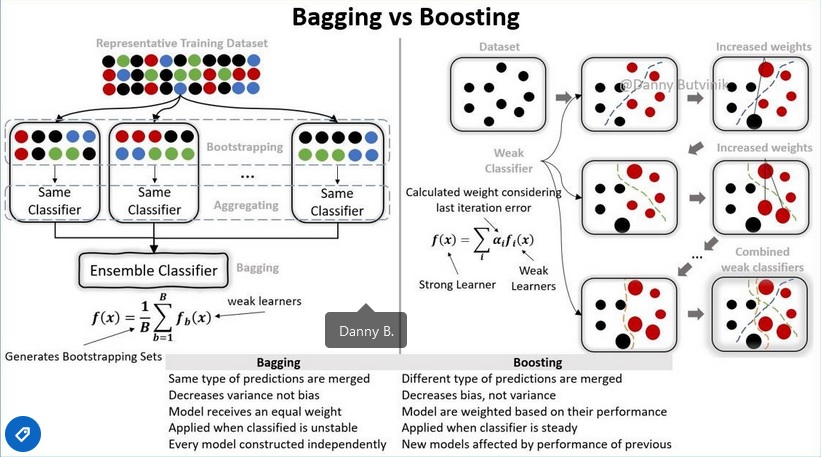 Bagging vs Boosting
Representative Training Dataset
Bootstrapping
...
Same
Classifier
Same
Classifier
Same
Classifier
Aggregating
Ensemble Classifier
Bagging
f(x) = 1/B ∑ b=1 B f_b(x)
weak learners
Generates Bootstrapping Sets
Danny B.
Dataset
@Danny Butvinik
Increased weights
Weak
Classifier
Increased weights
Calculated weight considering
last iteration error
f(x) = ∑ i α_i f_i(x)
Strong Learner
Weak
Learners
...
Combined
weak classifiers
Bagging Boosting
Same type of predictions are merged Different type of predictions are merged
Decreases variance not bias Decreases bias, not variance
Model receives an equal weight Model are weighted based on their performance
Applied when classified is unstable Applied when classifier is steady
Every model constructed independently New models affected by performance of previous